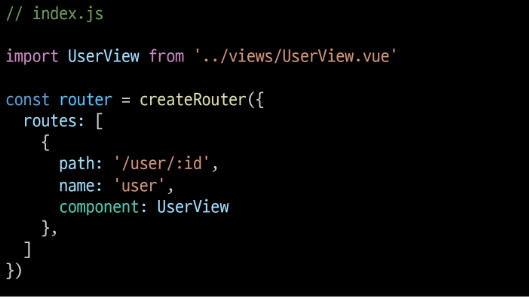 // index.js
import UserView from '../views/UserView.vue'
const router = createRouter({
  routes: [
    {
      path: '/user/:id',
      name: 'user',
      component: UserView
    },
  ]
})